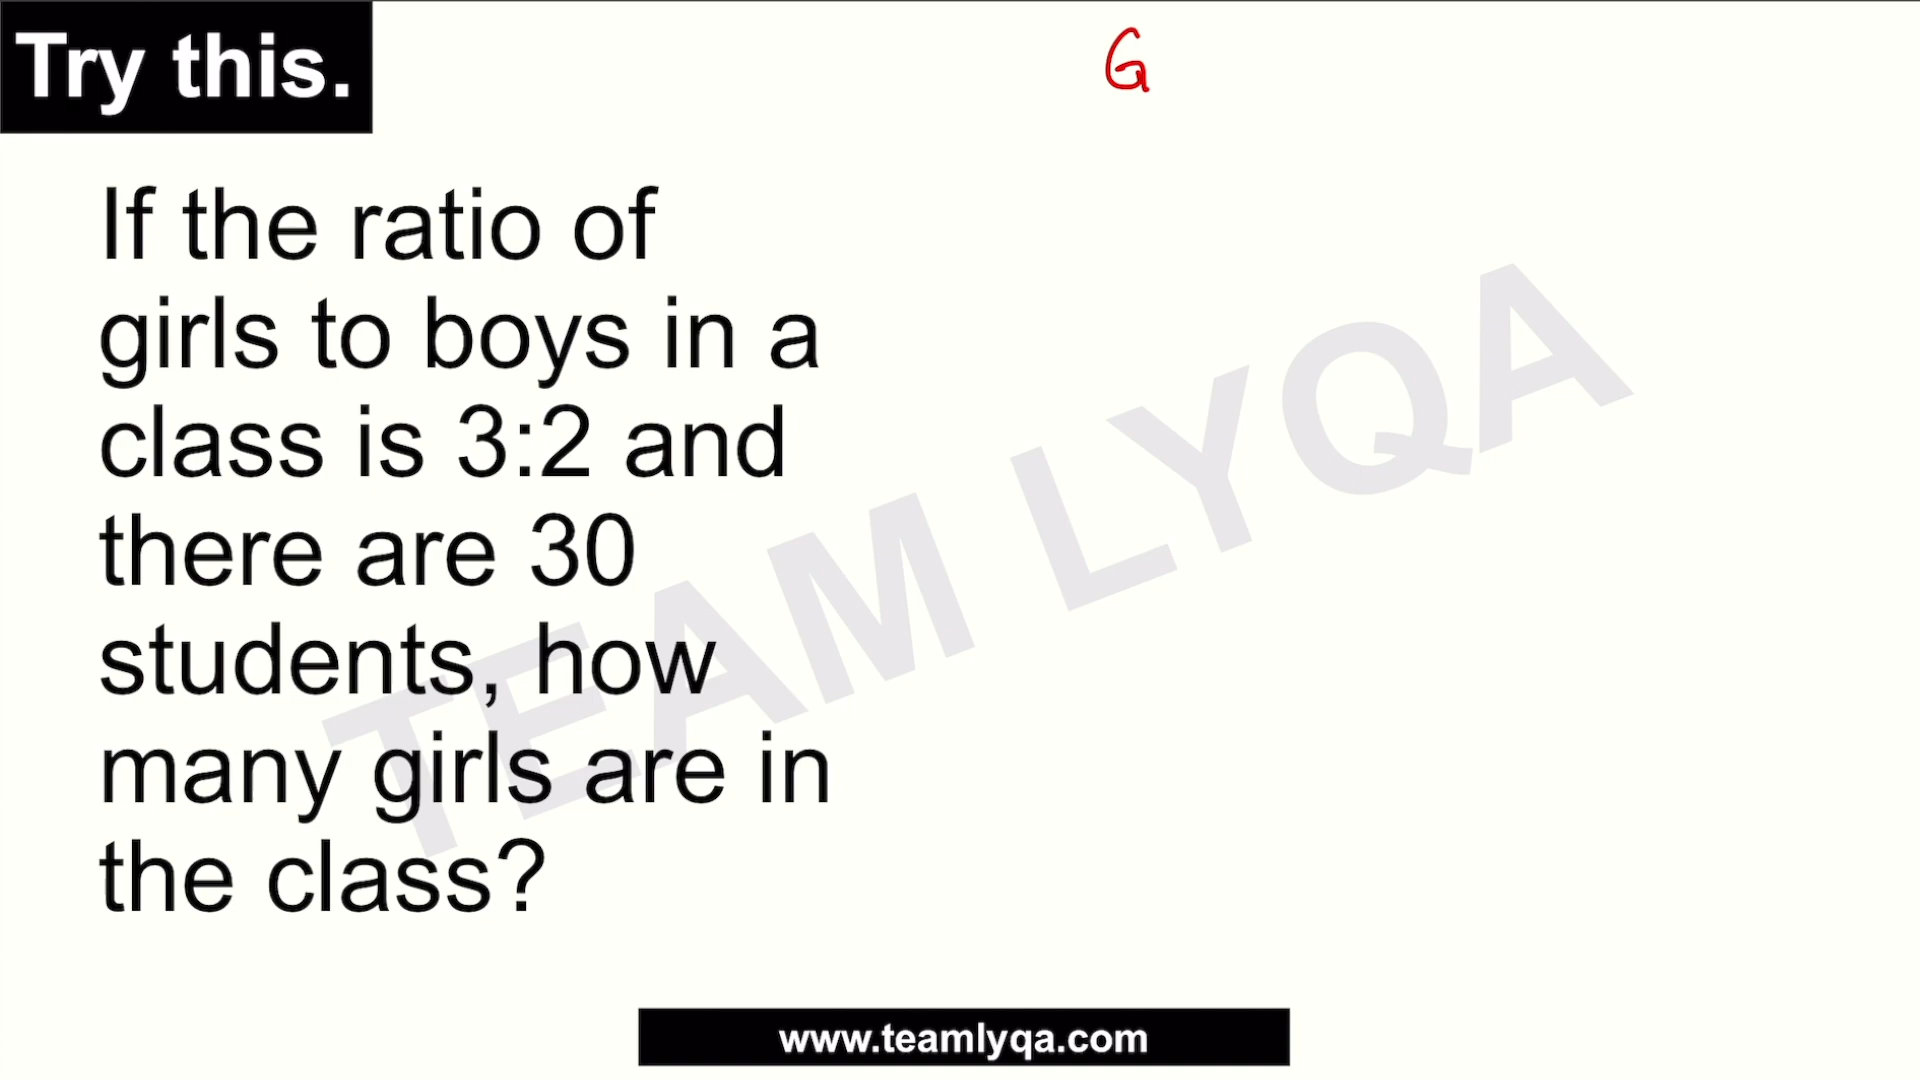 Try this.
G
If the ratio of
girls to boys in a
class is 3:2 and
there are 30
students, how
many girls are in
the class?
TEAM LYQA
www.teamlyqa.com